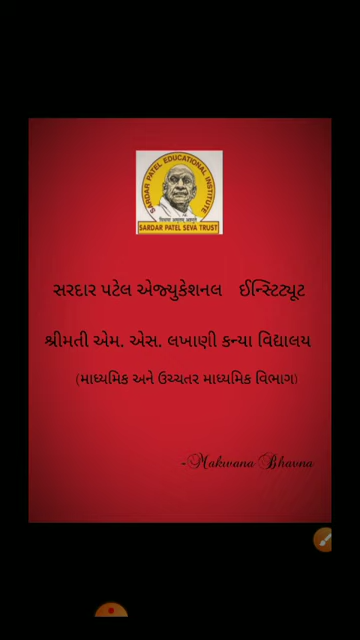 SARDAR PATEL EDUCATIONAL INSTITUTE
SARDAR PATEL SEVA TRUST
સરદાર પટેલ એજ્યુકેશનલ ઈન્સ્ટિટ્યૂટ
શ્રીમતી એમ. એસ. લખાણી કન્યા વિદ્યાલય
(માધ્યમિક અને ઉચ્ચતર માધ્યમિક વિભાગ)
-Makwana Bhavna